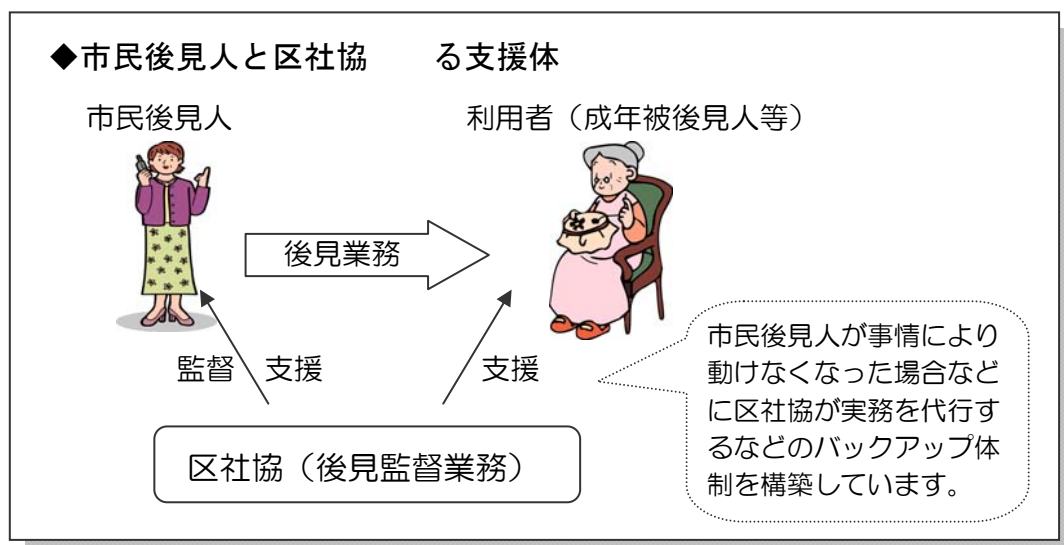 ◆市民後見人と区社協　　る支援体
市民後見人
利用者（成年被後見人等）
後見業務
監督
支援
支援
市民後見人が事情により
動けなくなった場合など
に区社協が実務を代行す
るなどのバックアップ体
制を構築しています。
区社協（後見監督業務）